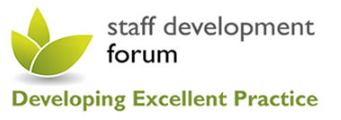 staff development
forum
Developing Excellent Practice